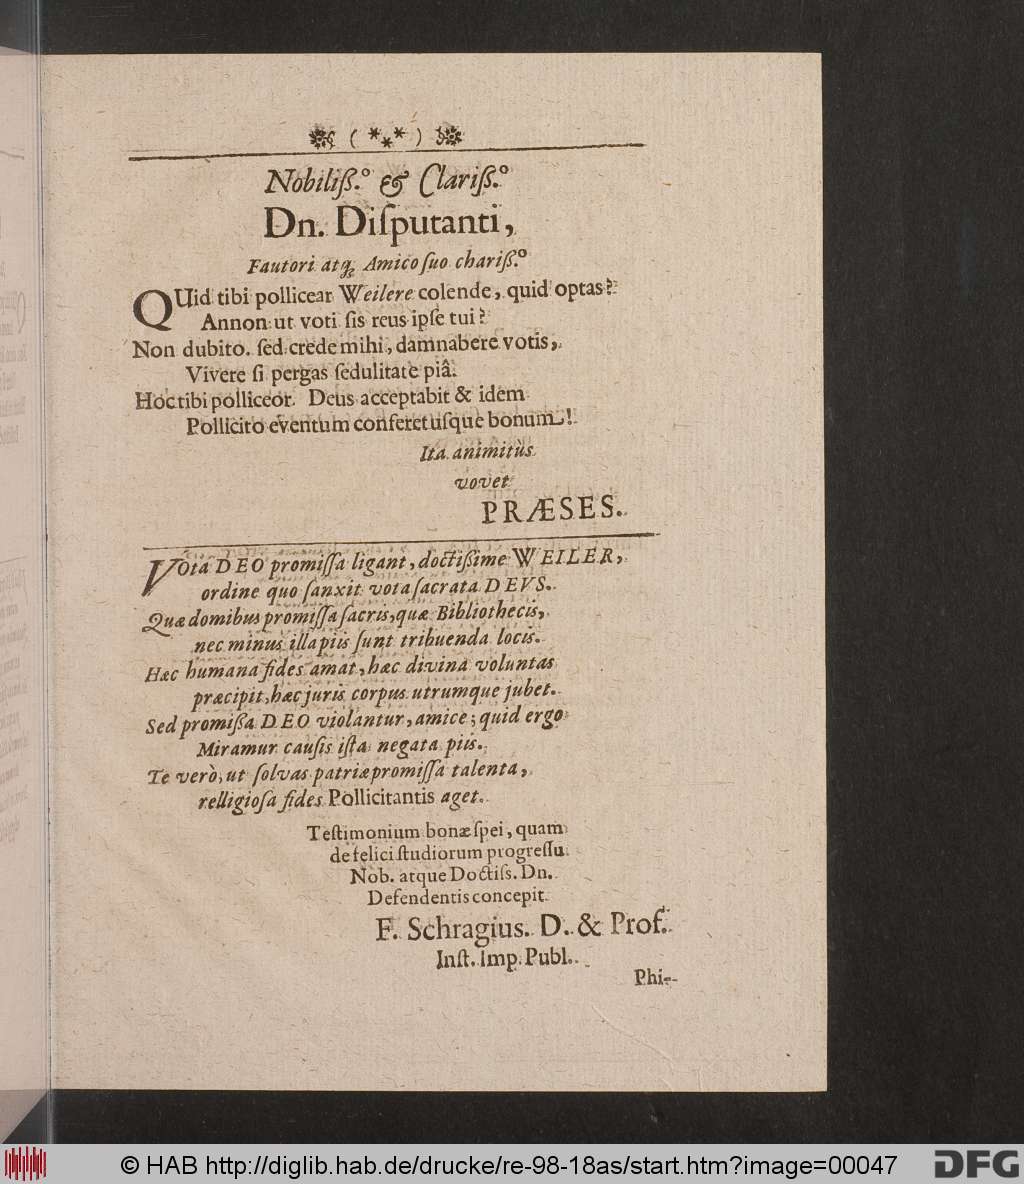 ( *** )
Nobiliß.º & Clariß.º
Dn. Diſputanti,
Fautori atq; Amico ſuo chariß.º
QUid tibi pollicear Weilere colende, quid optas?
Annon ut voti ſis reus ipſe tui?
Non dubito. ſed crede mihi, damnabere votis,
Vivere ſi pergas ſedulitate piâ.
Hoc tibi polliceor. Deus acceptabit & idem
Pollicito eventum conferet uſque bonum!
Ita animitùs
vovet
PRÆSES.
VOta DEO promiſſa ligant, doctißime WEILER,
ordine quo ſanxit vota ſacrata DEVS.
Quæ domibus promiſſa ſacris, quæ Bibliothecis,
nec minus illa piis ſunt tribuenda locis.
Hæc humana fides amat, hæc divina voluntas
præcipit, hæc juris corpus utrumque jubet.
Sed promißa DEO violantur, amice; quid ergo
Miramur causis iſta negata piis.
Te verò, ut ſolvas patriæ promiſſa talenta,
relligioſa fides Pollicitantis aget.
Teſtimonium bonæ ſpei, quam
de felici ſtudiorum progreſſu
Nob. atque Doctiſs. Dn.
Defendentis concepit
F. Schragius. D. & Prof.
Inſt. Imp. Publ.
Phi-
© HAB http://diglib.hab.de/drucke/re-98-18as/start.htm?image=00047
DFG